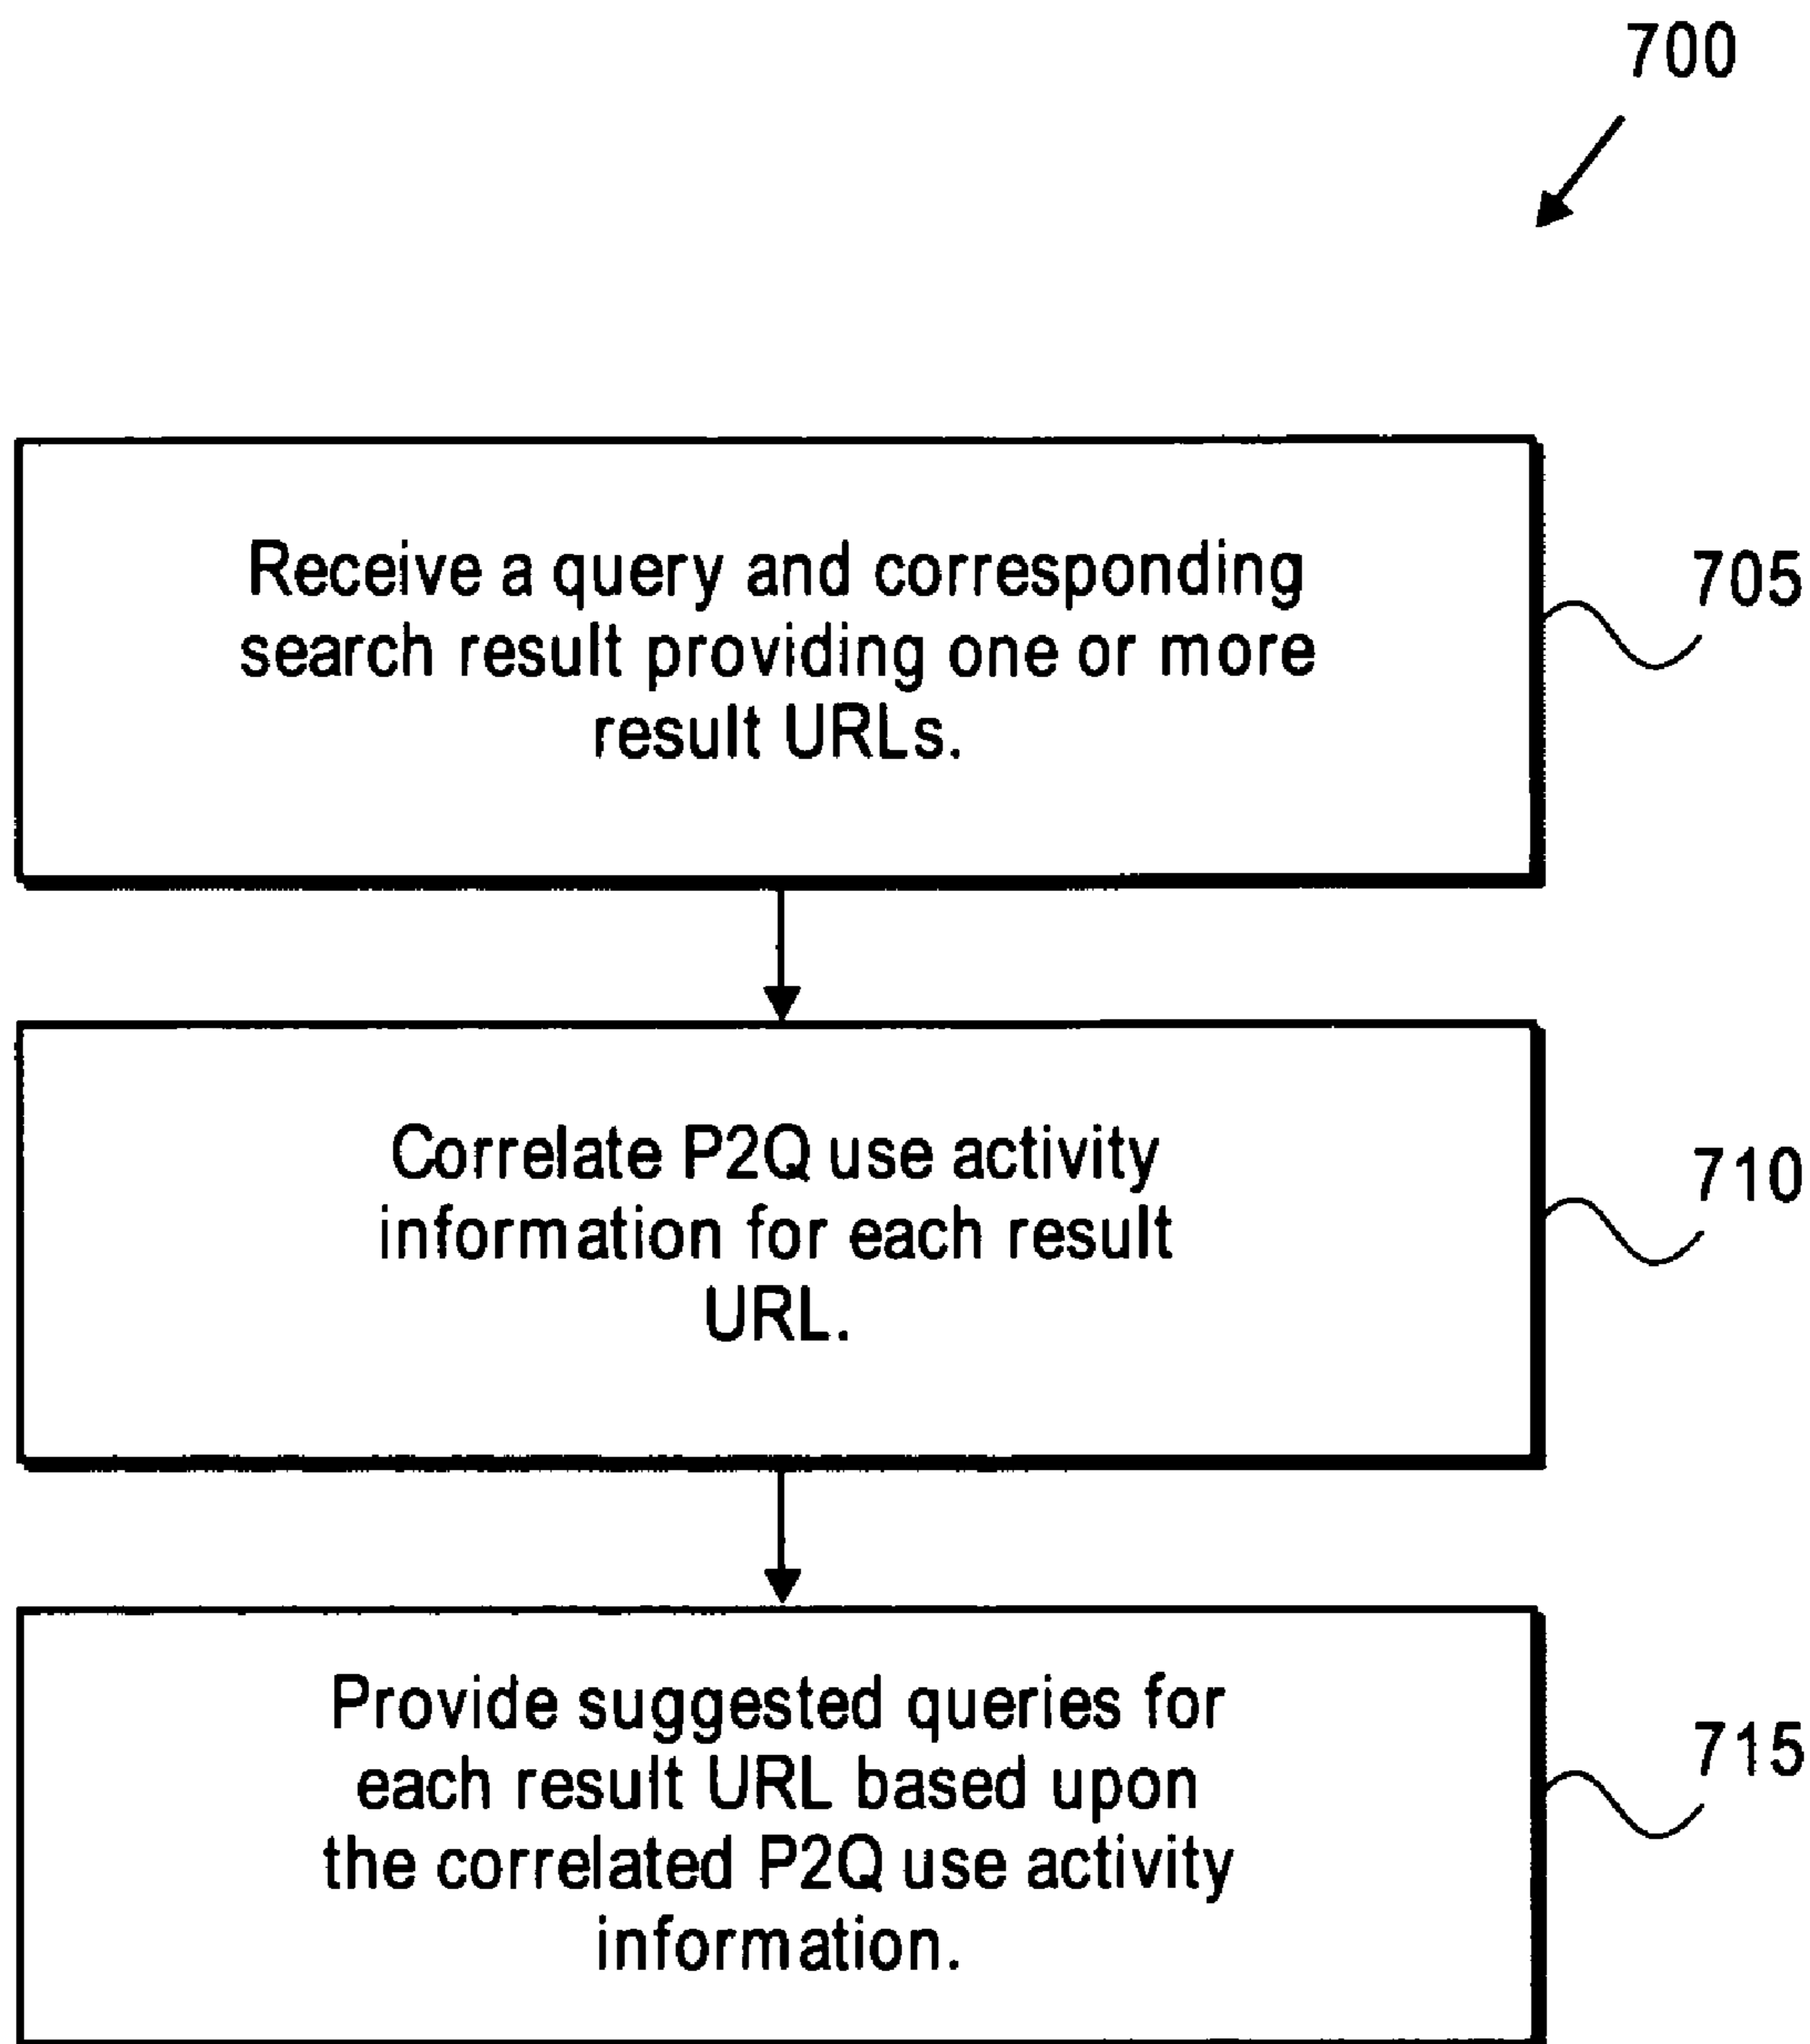 700
Receive a query and corresponding
search result providing one or more
result URLs.
705
Correlate P2Q use activity
information for each result
URL.
710
Provide suggested queries for
each result URL based upon
the correlated P2Q use activity
information.
715